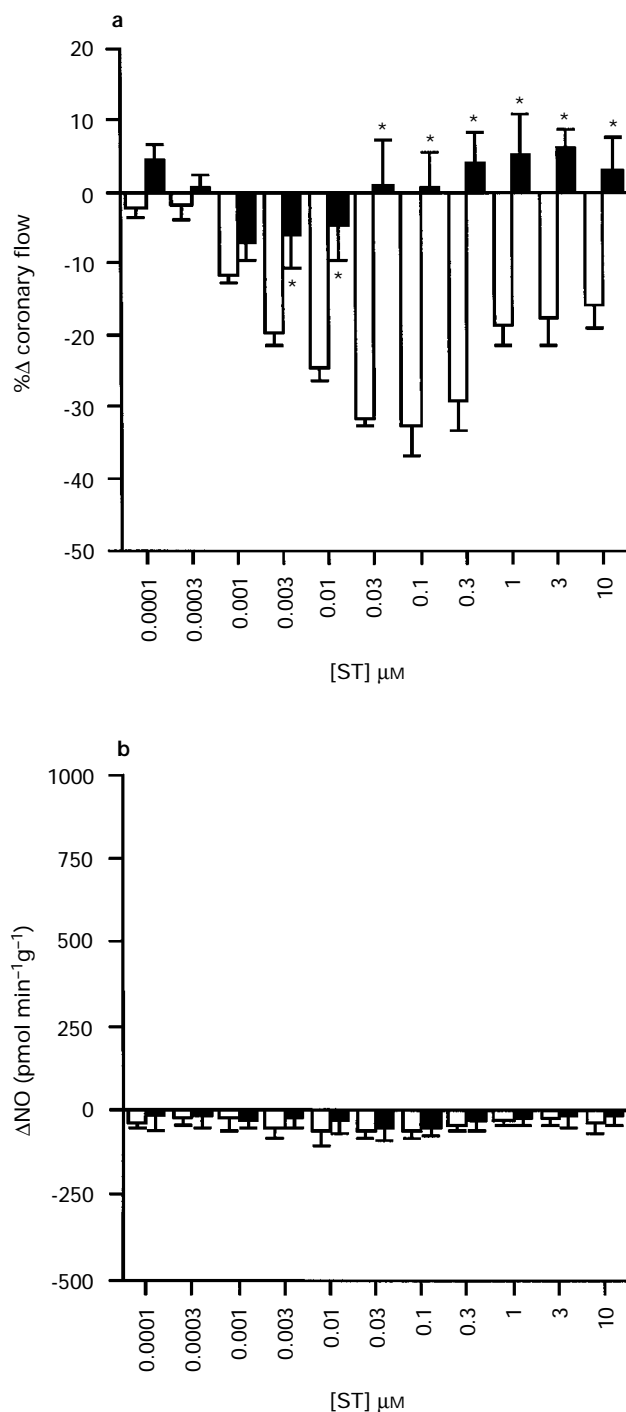 a
20
10
0
-10
-20
-30
-40
-50
%Δ coronary flow
* * * * * *
* *
0.0001 0.0003 0.001 0.003 0.01 0.03 0.1 0.3 1 3 10
[ST] μM
b
1000
750
500
250
0
-250
-500
ΔNO (pmol min⁻¹g⁻¹)
0.0001 0.0003 0.001 0.003 0.01 0.03 0.1 0.3 1 3 10
[ST] μM